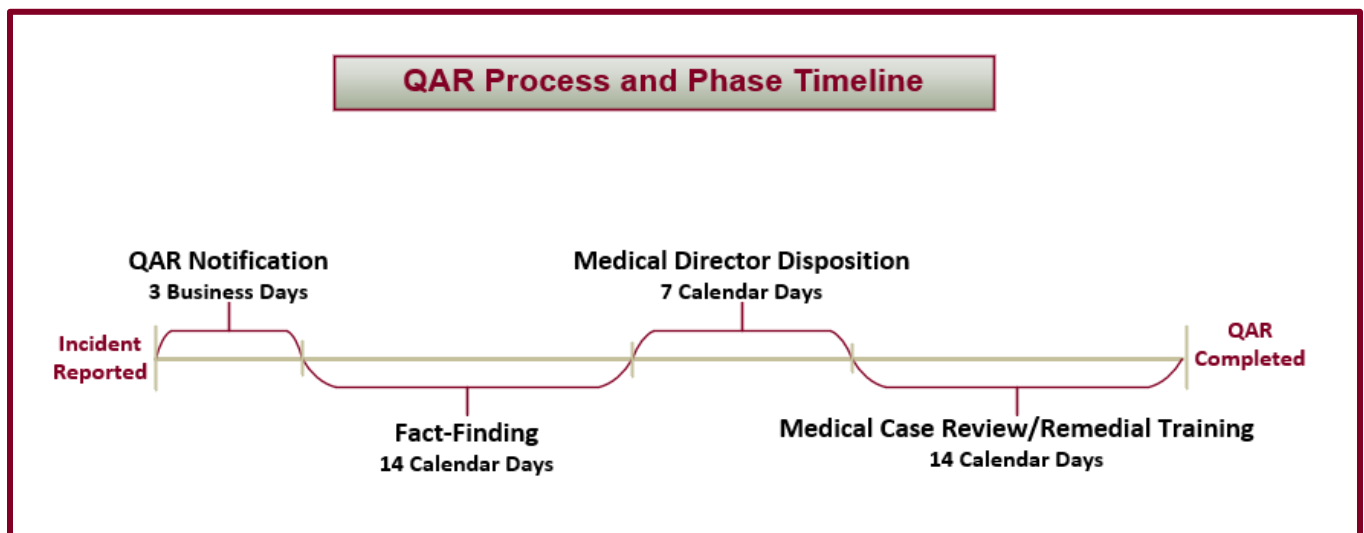 QAR Process and Phase Timeline
QAR Notification
3 Business Days
Medical Director Disposition
7 Calendar Days
Incident
Reported
QAR
Completed
Fact-Finding
14 Calendar Days
Medical Case Review/Remedial Training
14 Calendar Days